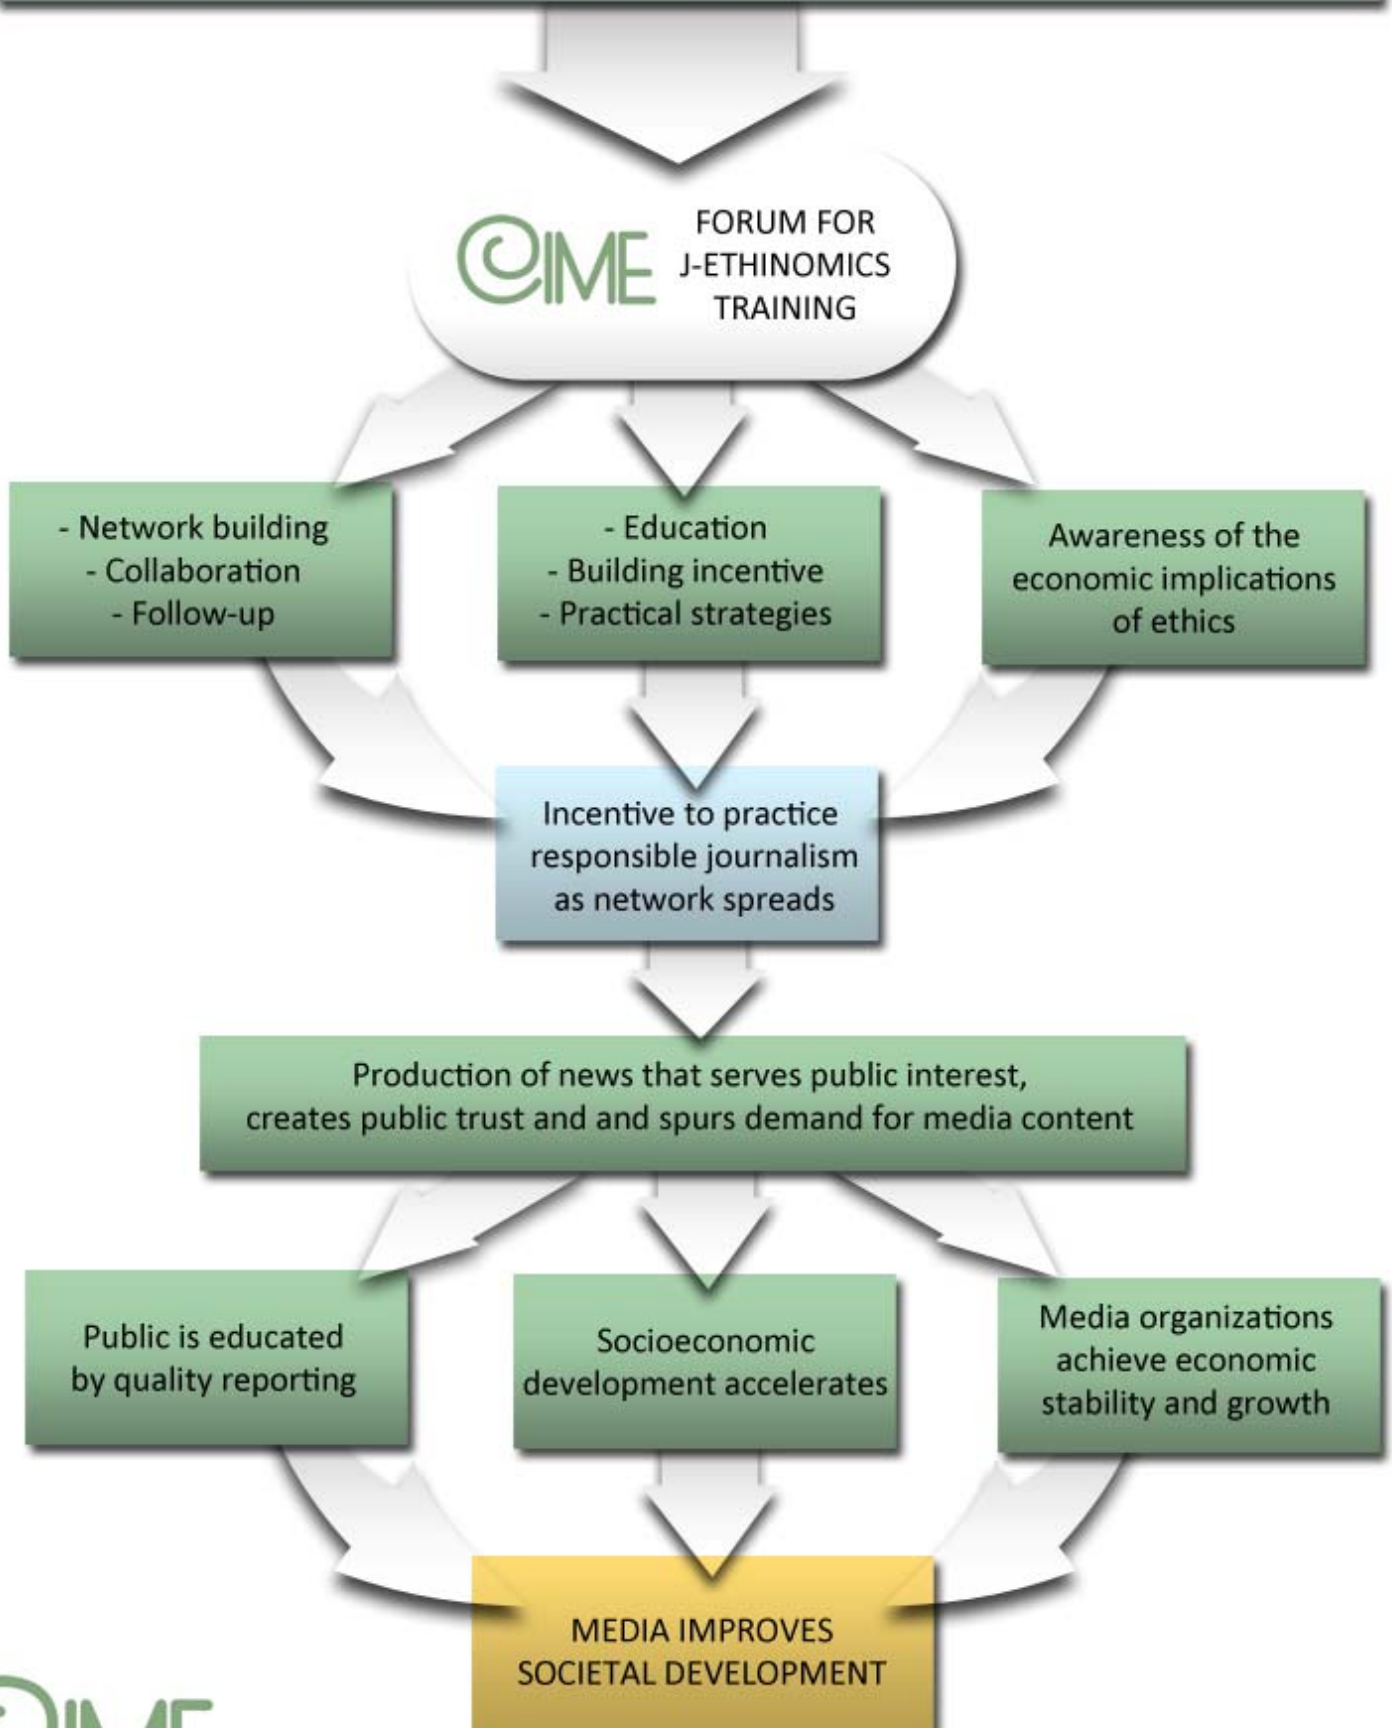 CIME
FORUM FOR
J-ETHINOMICS
TRAINING
- Network building
- Collaboration
- Follow-up
- Education
- Building incentive
- Practical strategies
Awareness of the
economic implications
of ethics
Incentive to practice
responsible journalism
as network spreads
Production of news that serves public interest,
creates public trust and and spurs demand for media content
Public is educated
by quality reporting
Socioeconomic
development accelerates
Media organizations
achieve economic
stability and growth
MEDIA IMPROVES
SOCIETAL DEVELOPMENT
CIME